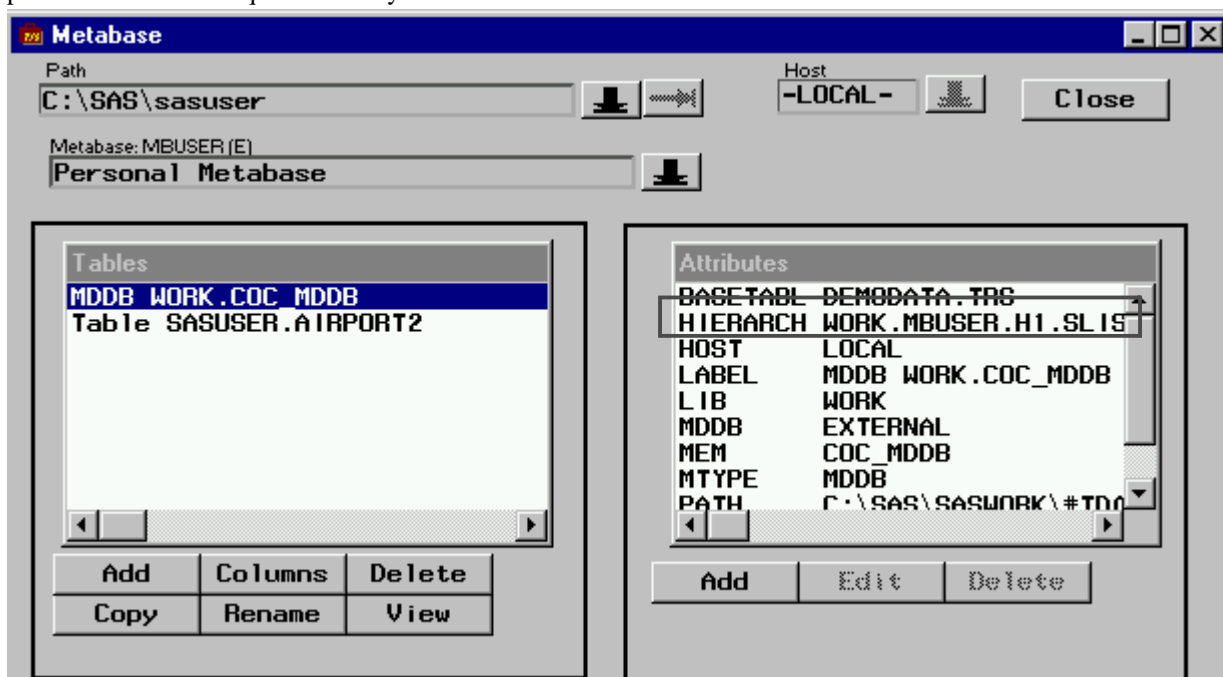 Metabase
Path
Host
C:\SAS\sasuser
-LOCAL-
Close
Metabase: MBUSER (E)
Personal Metabase
Tables
MDDB WORK.COC_MDDB
Table SASUSER.AIRPORT2
Add Columns Delete
Copy Rename View
Attributes
BASETABL DEMODATA.TRS
HIERARCH WORK.MBUSER.H1.SLIS
HOST LOCAL
LABEL MDDB WORK.COC_MDDB
LIB WORK
MDDB EXTERNAL
MEM COC_MDDB
MTYPE MDDB
PATH C:\SAS\SASWORK\#TD
Add Edit Delete